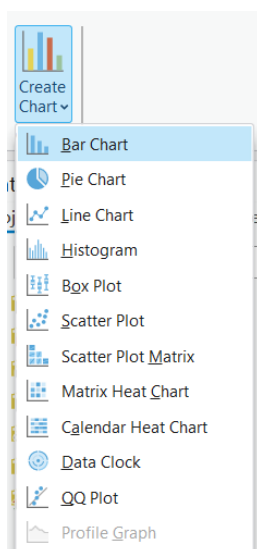 Create
Chart
Bar Chart
Pie Chart
Line Chart
Histogram
Box Plot
Scatter Plot
Scatter Plot Matrix
Matrix Heat Chart
Calendar Heat Chart
Data Clock
QQ Plot
Profile Graph